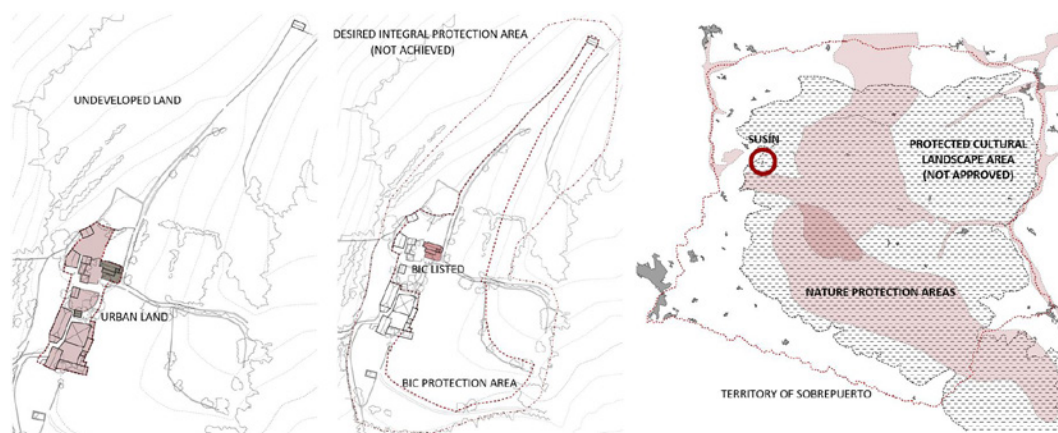 UNDEVELOPED LAND
URBAN LAND
DESIRED INTEGRAL PROTECTION AREA
(NOT ACHIEVED)
BIC LISTED
BIC PROTECTION AREA
SUSÍN
PROTECTED CULTURAL
LANDSCAPE AREA
(NOT APPROVED)
NATURE PROTECTION AREAS
TERRITORY OF SOBREPUERTO